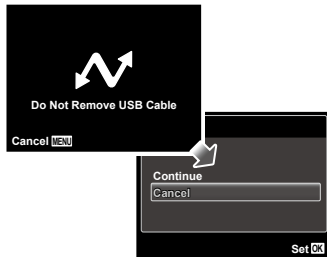 Do Not Remove USB Cable
Cancel MENU
Continue
Cancel
Set OK